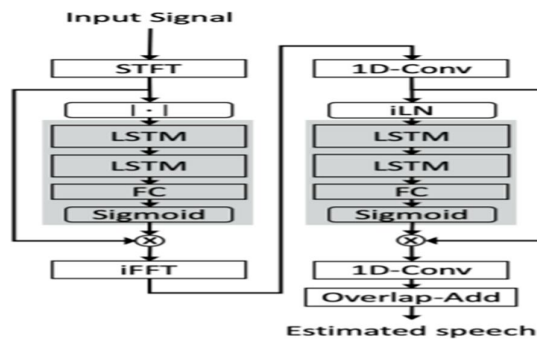 Input Signal
STFT
|·|
LSTM
LSTM
FC
Sigmoid
×
iFFT
1D-Conv
iLN
LSTM
LSTM
FC
Sigmoid
×
1D-Conv
Overlap-Add
Estimated speech